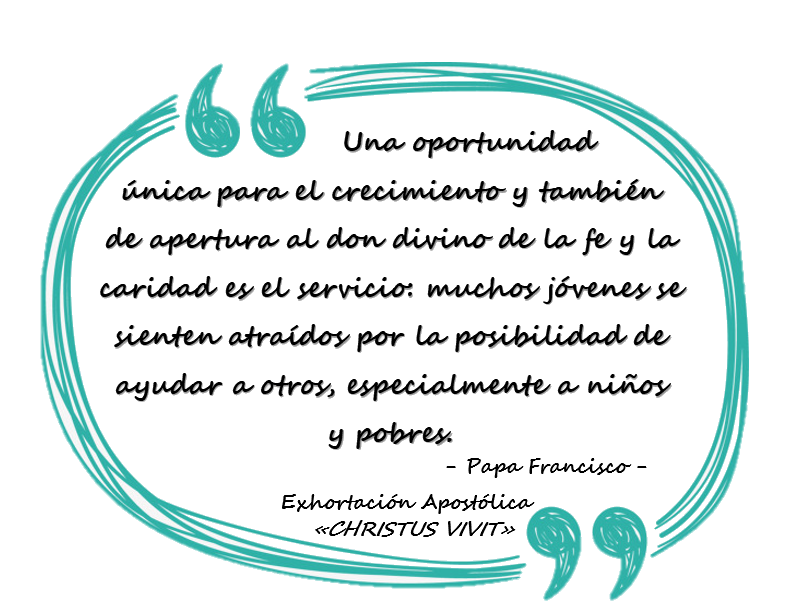 Una oportunidad
única para el crecimiento y también
de apertura al don divino de la fe y la
caridad es el servicio: muchos jóvenes se
sienten atraídos por la posibilidad de
ayudar a otros, especialmente a niños
y pobres.
- Papa Francisco -
Exhortación Apostólica
«CHRISTUS VIVIT»